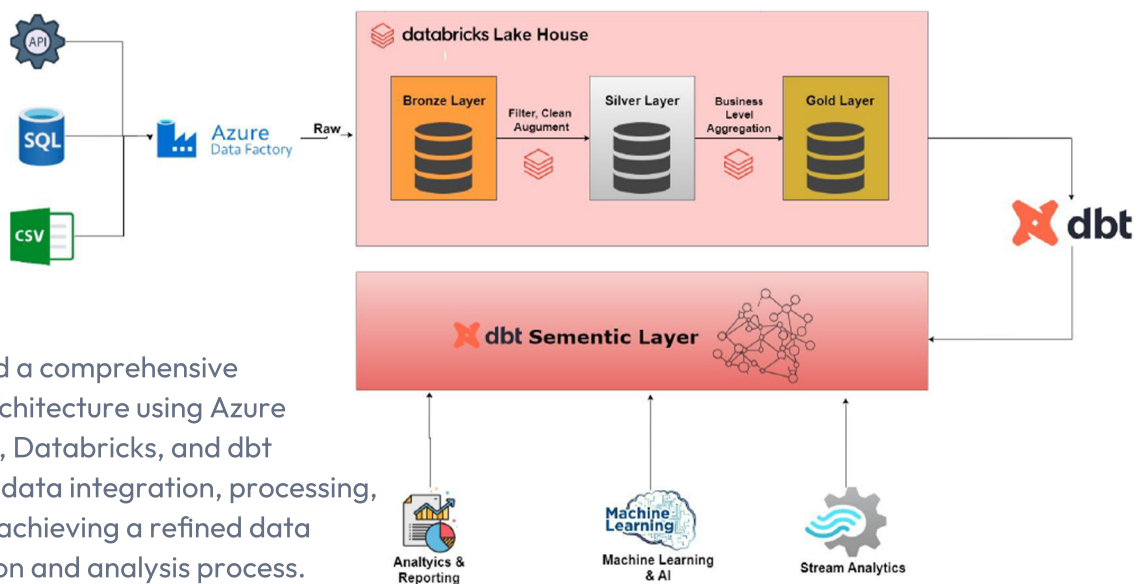 API
SQL
CSV
Azure
Data Factory
Raw
databricks Lake House
Bronze Layer
Filter, Clean
Augument
Silver Layer
Business
Level
Aggregation
Gold Layer
dbt
dbt Sementic Layer
d a comprehensive
chitecture using Azure
, Databricks, and dbt
data integration, processing,
achieving a refined data
on and analysis process.
Analtyics &
Reporting
Machine
Learning
Machine Learning
& AI
Stream Analytics